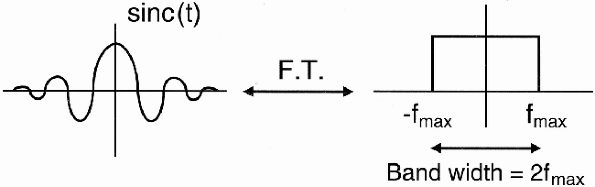 sinc(t)
F.T.
-fmax
fmax
Band width = 2fmax